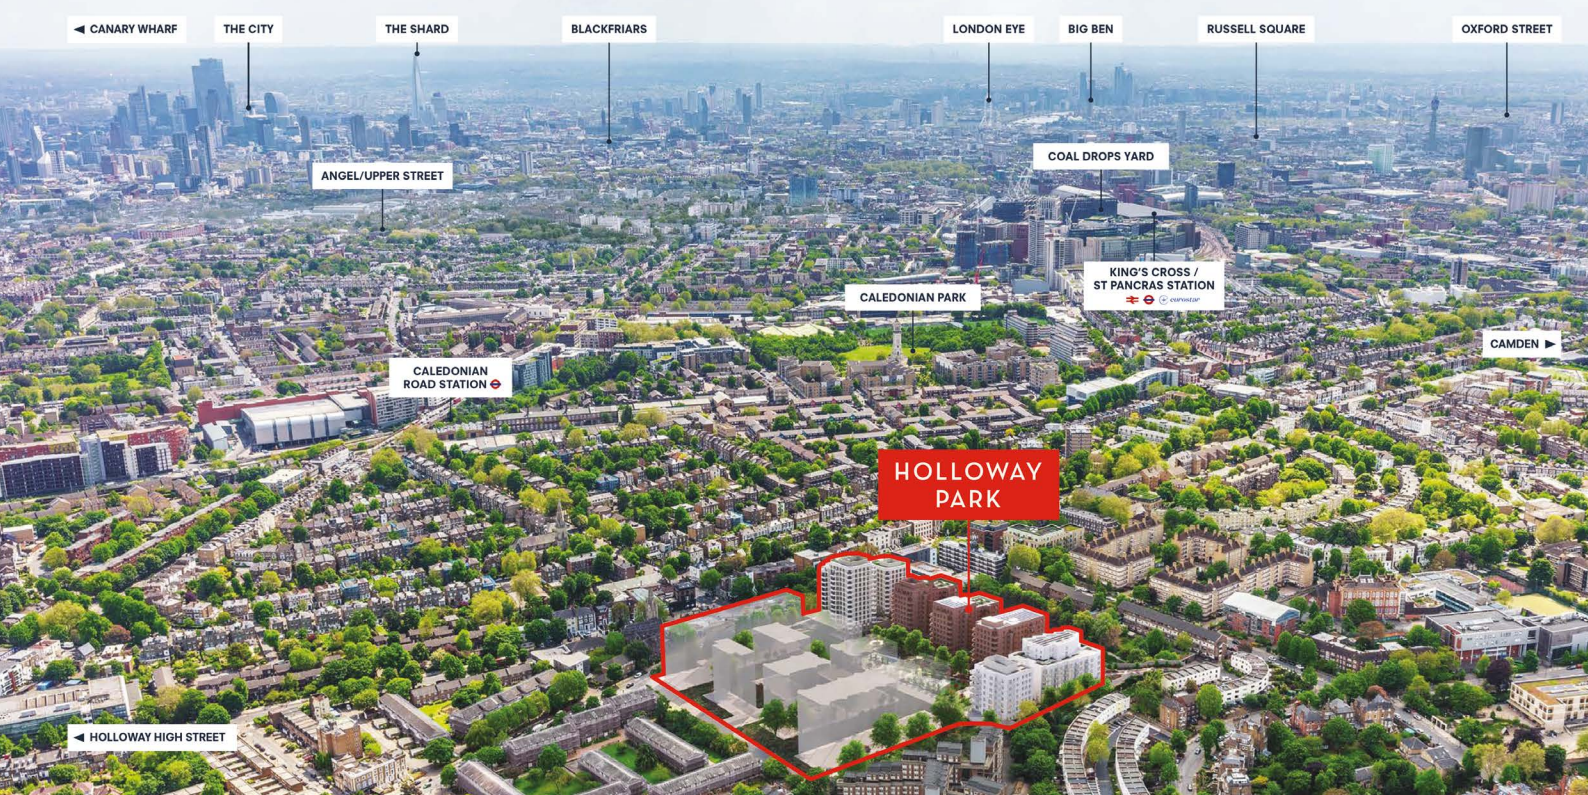 ◄ CANARY WHARF
THE CITY
THE SHARD
BLACKFRIARS
LONDON EYE
BIG BEN
RUSSELL SQUARE
OXFORD STREET
COAL DROPS YARD
ANGEL/UPPER STREET
KING'S CROSS /
ST PANCRAS STATION
eurostar
CALEDONIAN PARK
CAMDEN ►
CALEDONIAN
ROAD STATION
HOLLOWAY
PARK
◄ HOLLOWAY HIGH STREET